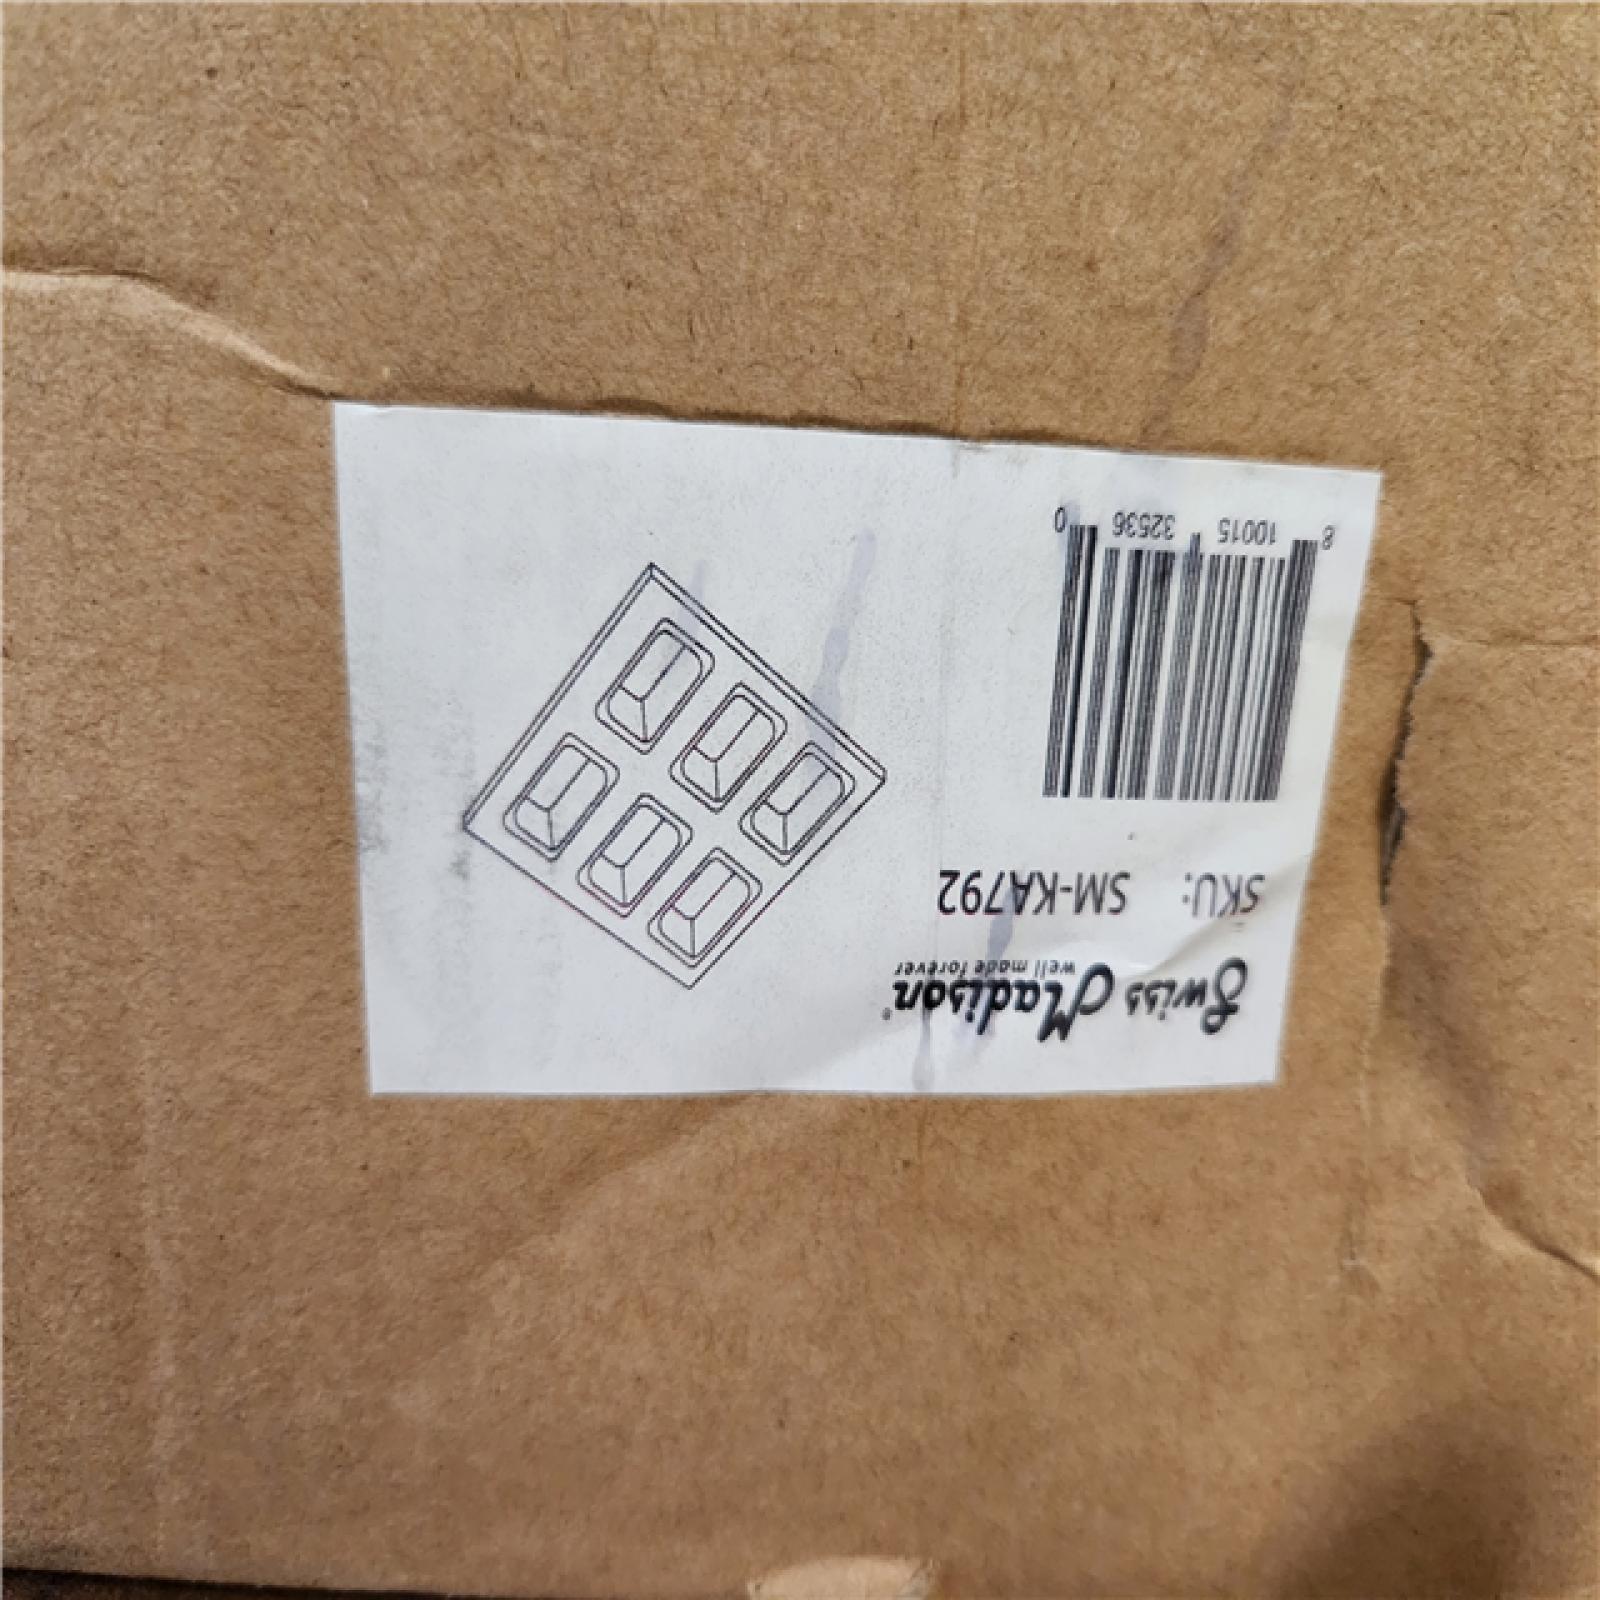 Swiss Madison®
well made forever
SKU: SM-KA792
8 10015 32536 0